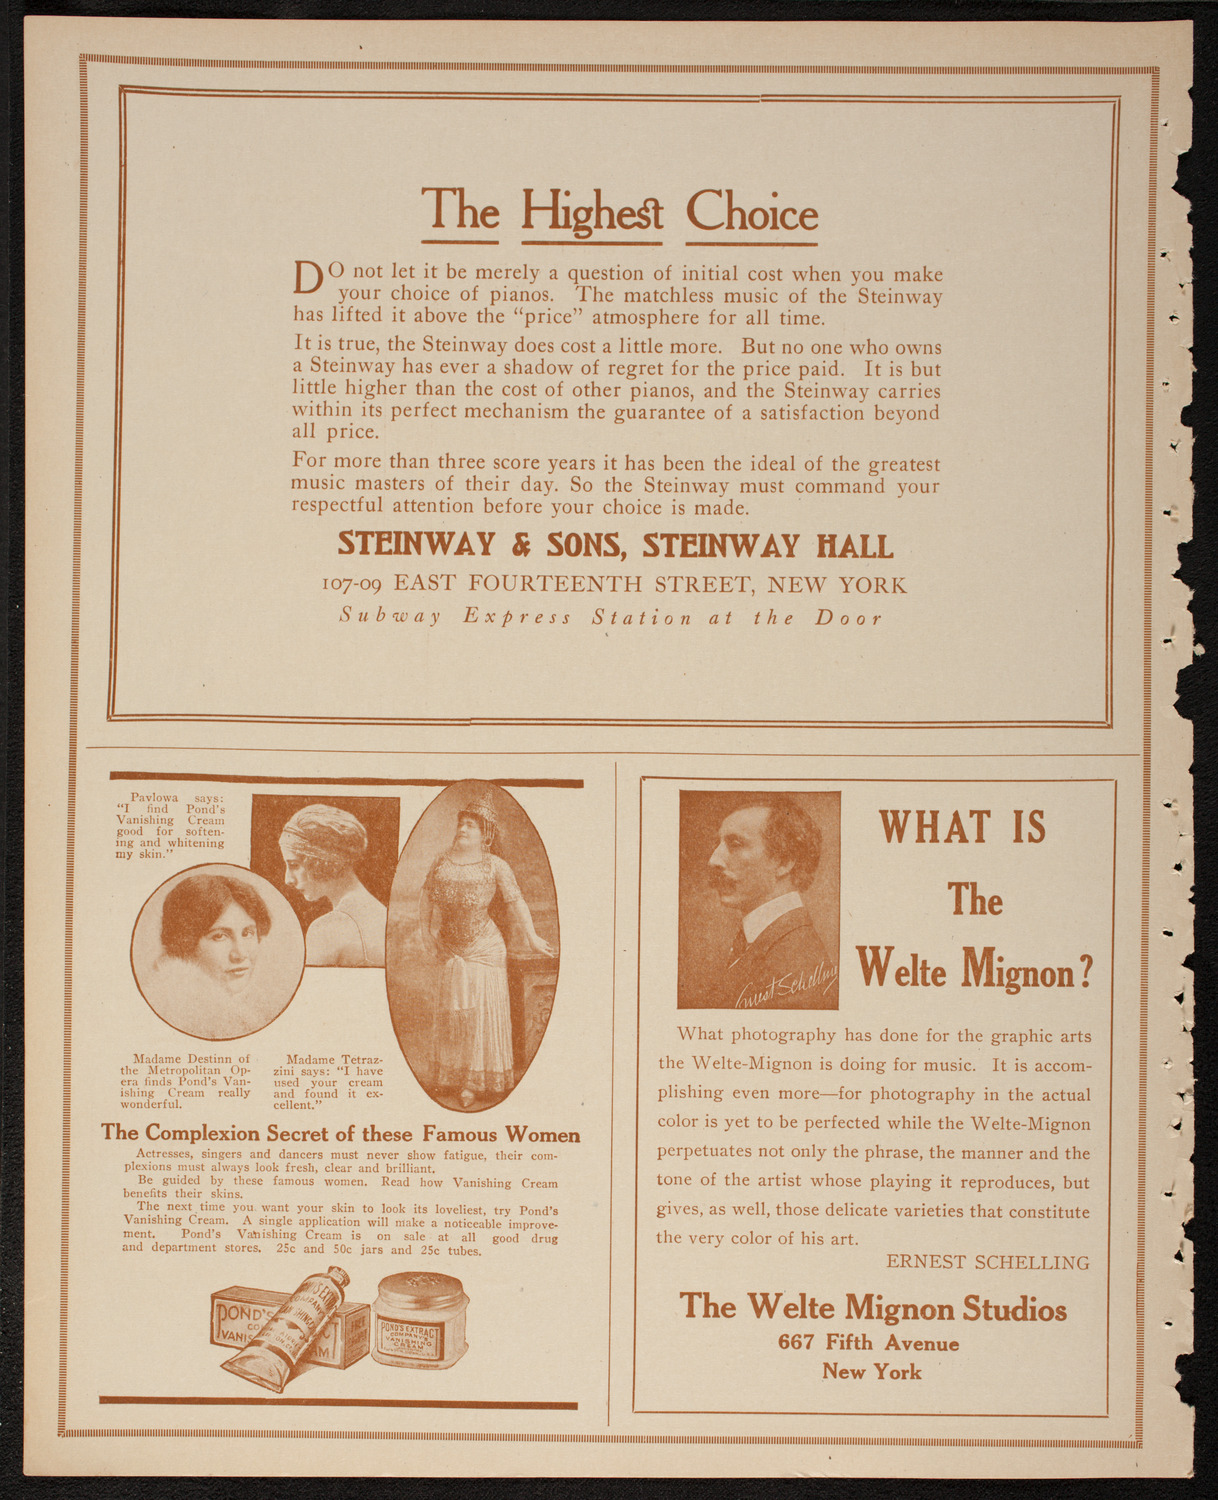 The Highest Choice
DO not let it be merely a question of initial cost when you make
your choice of pianos. The matchless music of the Steinway
has lifted it above the “price” atmosphere for all time.
It is true, the Steinway does cost a little more. But no one who owns
a Steinway has ever a shadow of regret for the price paid. It is but
little higher than the cost of other pianos, and the Steinway carries
within its perfect mechanism the guarantee of a satisfaction beyond
all price.
For more than three score years it has been the ideal of the greatest
music masters of their day. So the Steinway must command your
respectful attention before your choice is made.
STEINWAY & SONS, STEINWAY HALL
107-09 EAST FOURTEENTH STREET, NEW YORK
Subway Express Station at the Door
Pavlowa says:
“I find Pond's
Vanishing Cream
good for soften-
ing and whitening
my skin.”
Madame Destinn of
the Metropolitan Op-
era finds Pond's Van-
ishing Cream really
wonderful.
Madame Tetraz-
zini says: “I have
used your cream
and found it ex-
cellent.”
The Complexion Secret of these Famous Women
Actresses, singers and dancers must never show fatigue, their com-
plexions must always look fresh, clear and brilliant.
Be guided by these famous women. Read how Vanishing Cream
benefits their skins.
The next time you want your skin to look its loveliest, try Pond's
Vanishing Cream. A single application will make a noticeable improve-
ment. Pond's Vanishing Cream is on sale at all good drug
and department stores. 25c and 50c jars and 25c tubes.
POND'S
CO
VANIS
AM
POND'S EXTRACT
COMPANY'S
VANISHING
CREAM
Ernest Schelling
WHAT IS
The
Welte Mignon?
What photography has done for the graphic arts
the Welte-Mignon is doing for music. It is accom-
plishing even more—for photography in the actual
color is yet to be perfected while the Welte-Mignon
perpetuates not only the phrase, the manner and the
tone of the artist whose playing it reproduces, but
gives, as well, those delicate varieties that constitute
the very color of his art.
ERNEST SCHELLING
The Welte Mignon Studios
667 Fifth Avenue
New York